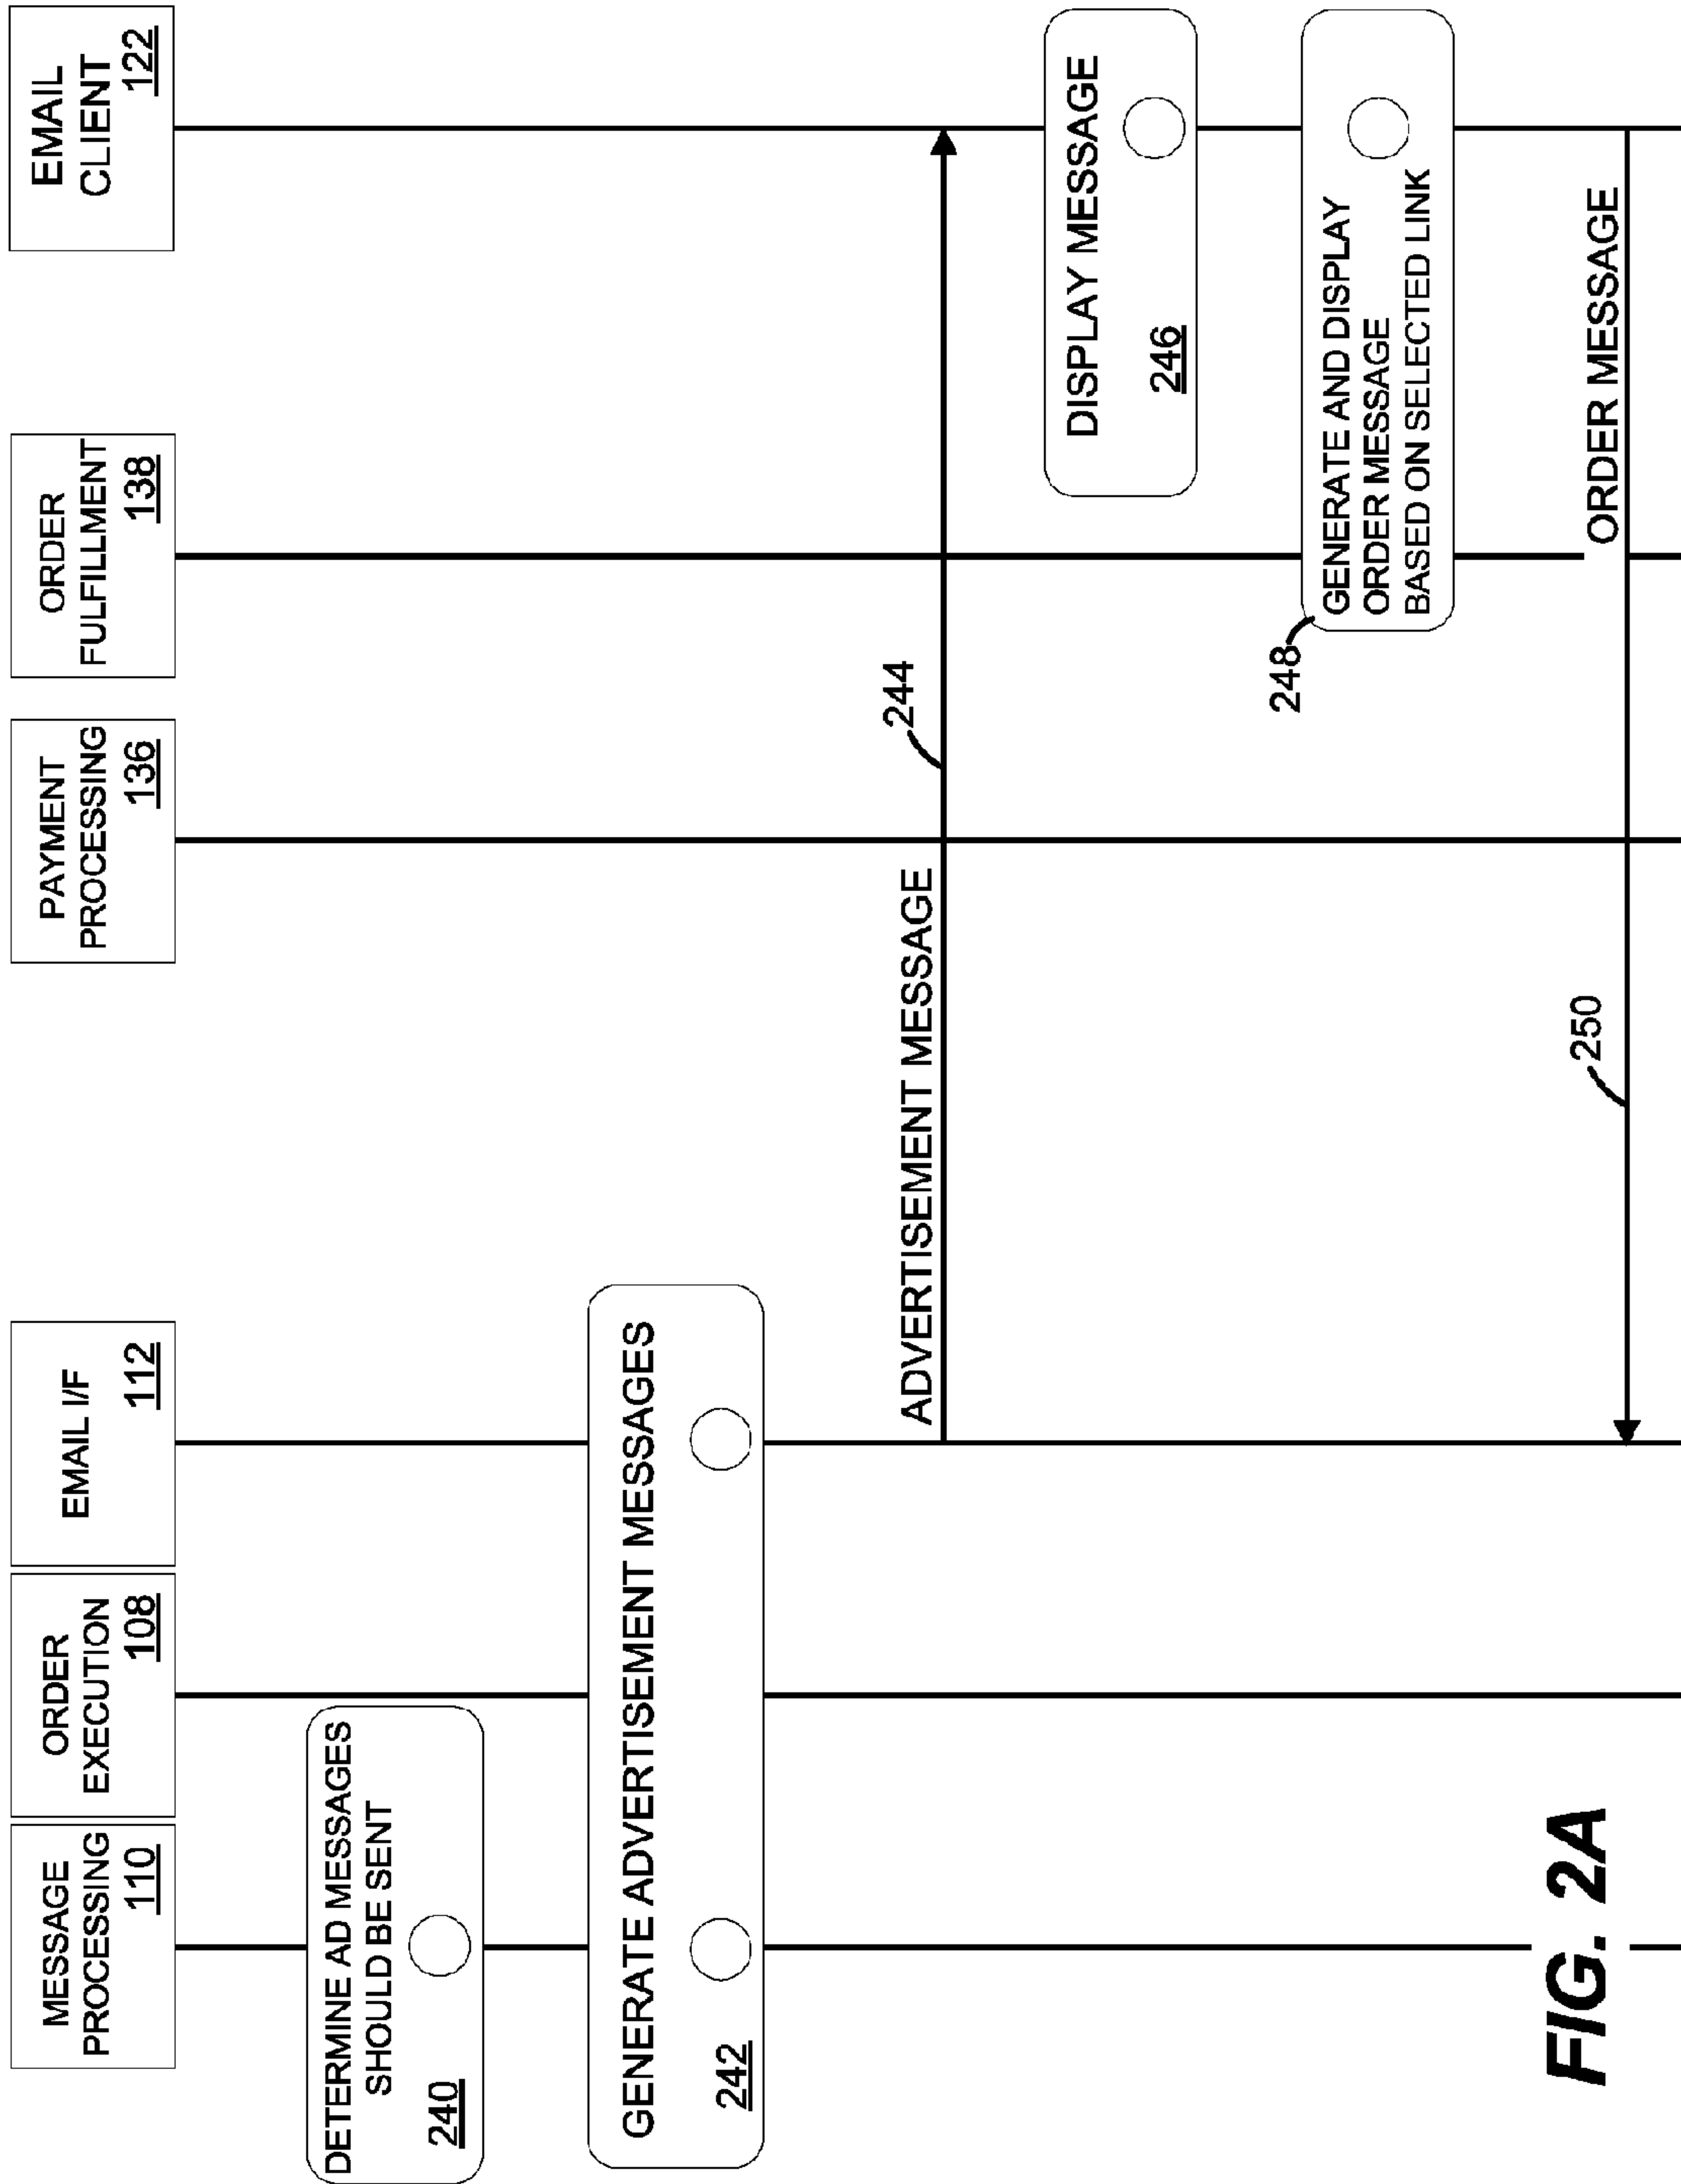 MESSAGE
PROCESSING
110
ORDER
EXECUTION
108
EMAIL I/F
112
PAYMENT
PROCESSING
136
ORDER
FULFILLMENT
138
EMAIL
CLIENT
122
DETERMINE AD MESSAGES
SHOULD BE SENT
240
GENERATE ADVERTISEMENT MESSAGES
242
ADVERTISEMENT MESSAGE
244
DISPLAY MESSAGE
246
248
GENERATE AND DISPLAY
ORDER MESSAGE
BASED ON SELECTED LINK
250
ORDER MESSAGE
FIG. 2A